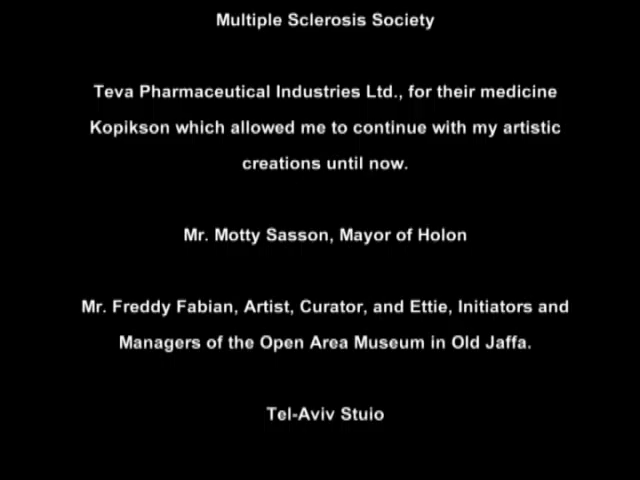 Multiple Sclerosis Society
Teva Pharmaceutical Industries Ltd., for their medicine
Kopikson which allowed me to continue with my artistic
creations until now.
Mr. Motty Sasson, Mayor of Holon
Mr. Freddy Fabian, Artist, Curator, and Ettie, Initiators and
Managers of the Open Area Museum in Old Jaffa.
Tel-Aviv Stuio